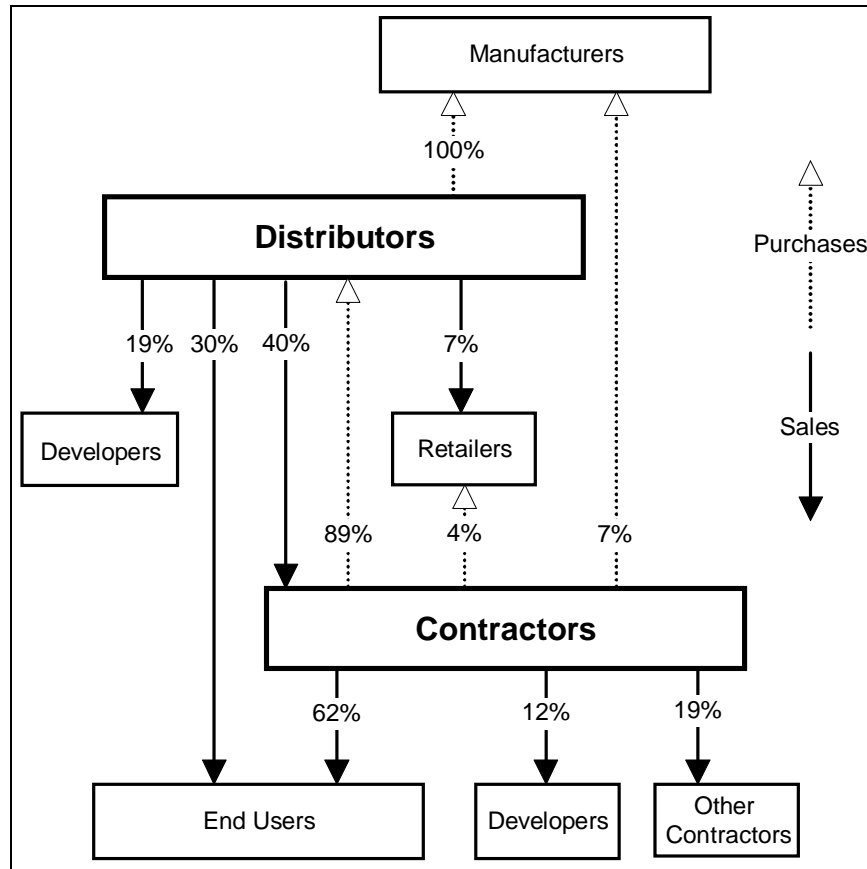 Manufacturers
100%
Distributors
Purchases
19%
30%
40%
7%
Developers
Retailers
Sales
89%
4%
7%
Contractors
62%
12%
19%
End Users
Developers
Other
Contractors